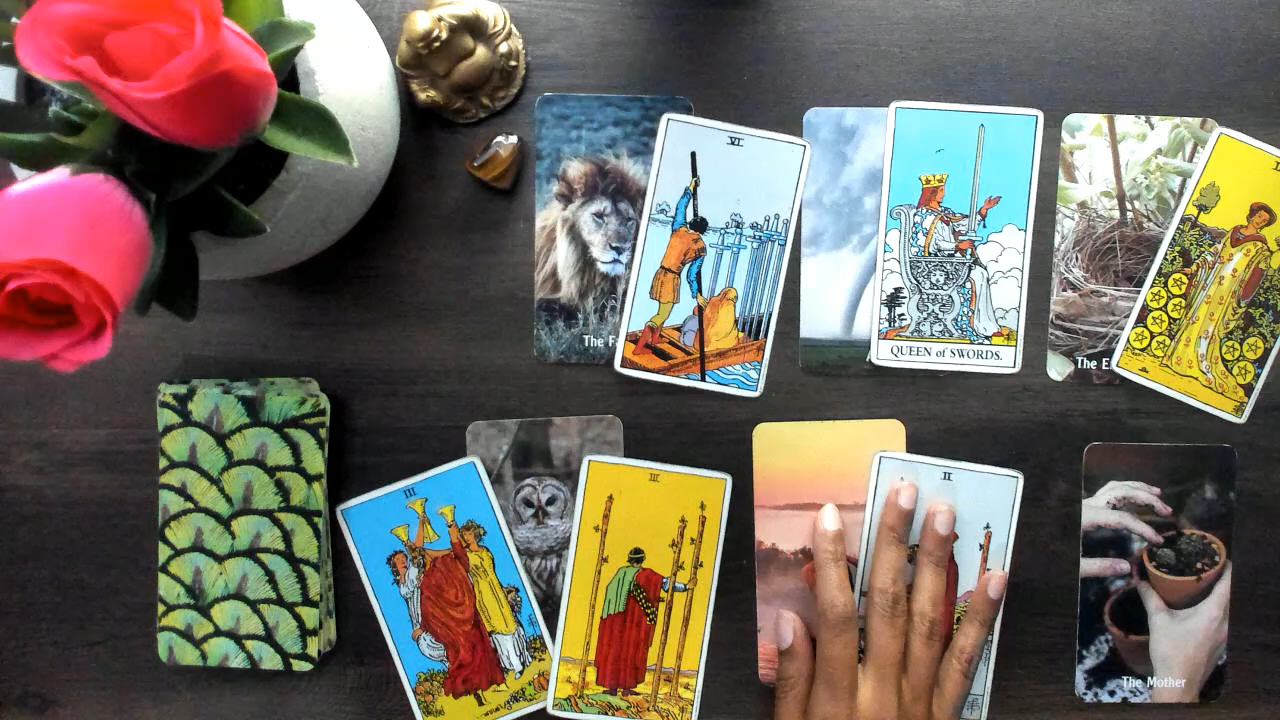 VI
QUEEN of SWORDS.
The
The
III
III
II
The Mother